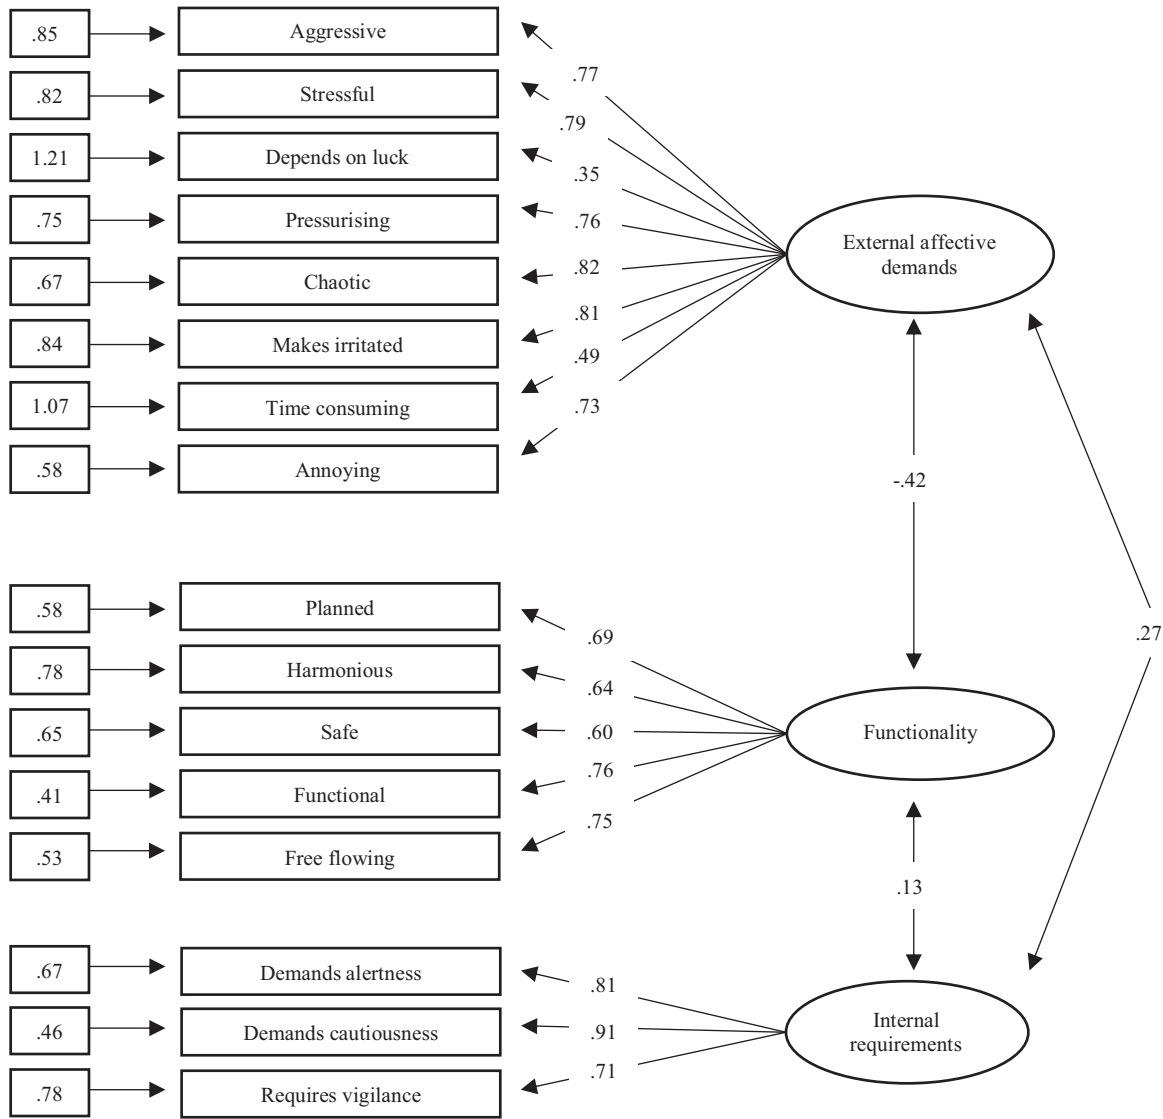 .85
Aggressive
.77
.82
Stressful
.79
1.21
Depends on luck
.35
.75
Pressurising
.76
External affective
demands
.67
Chaotic
.82
.84
Makes irritated
.81
.49
1.07
Time consuming
.73
.58
Annoying
-.42
.58
Planned
.69
.27
.78
Harmonious
.64
.65
Safe
.60
Functionality
.41
Functional
.76
.75
.53
Free flowing
.13
.67
Demands alertness
.81
.46
Demands cautiousness
.91
Internal
requirements
.71
.78
Requires vigilance